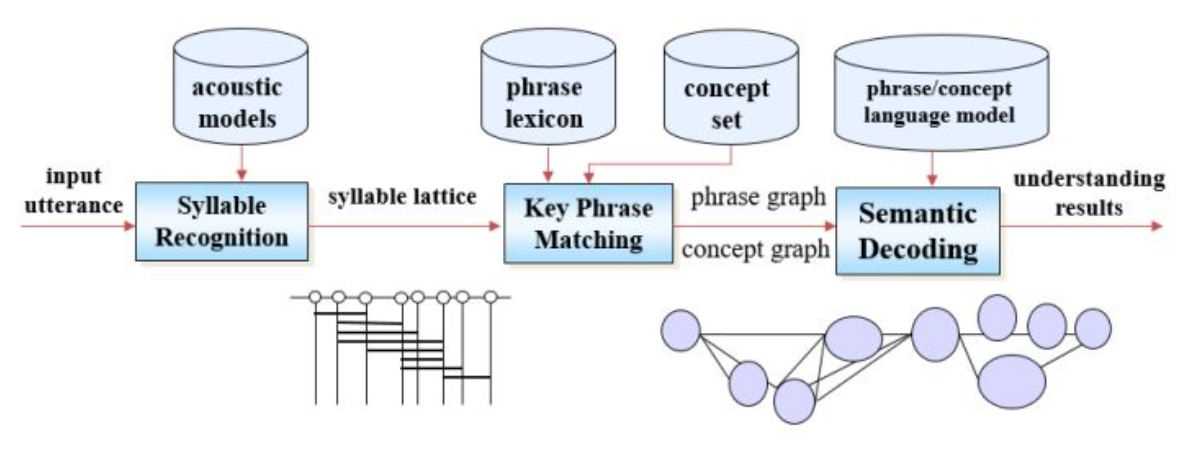 acoustic
models
phrase
lexicon
concept
set
phrase/concept
language model
input
utterance
Syllable
Recognition
syllable lattice
Key Phrase
Matching
phrase graph
concept graph
Semantic
Decoding
understanding
results